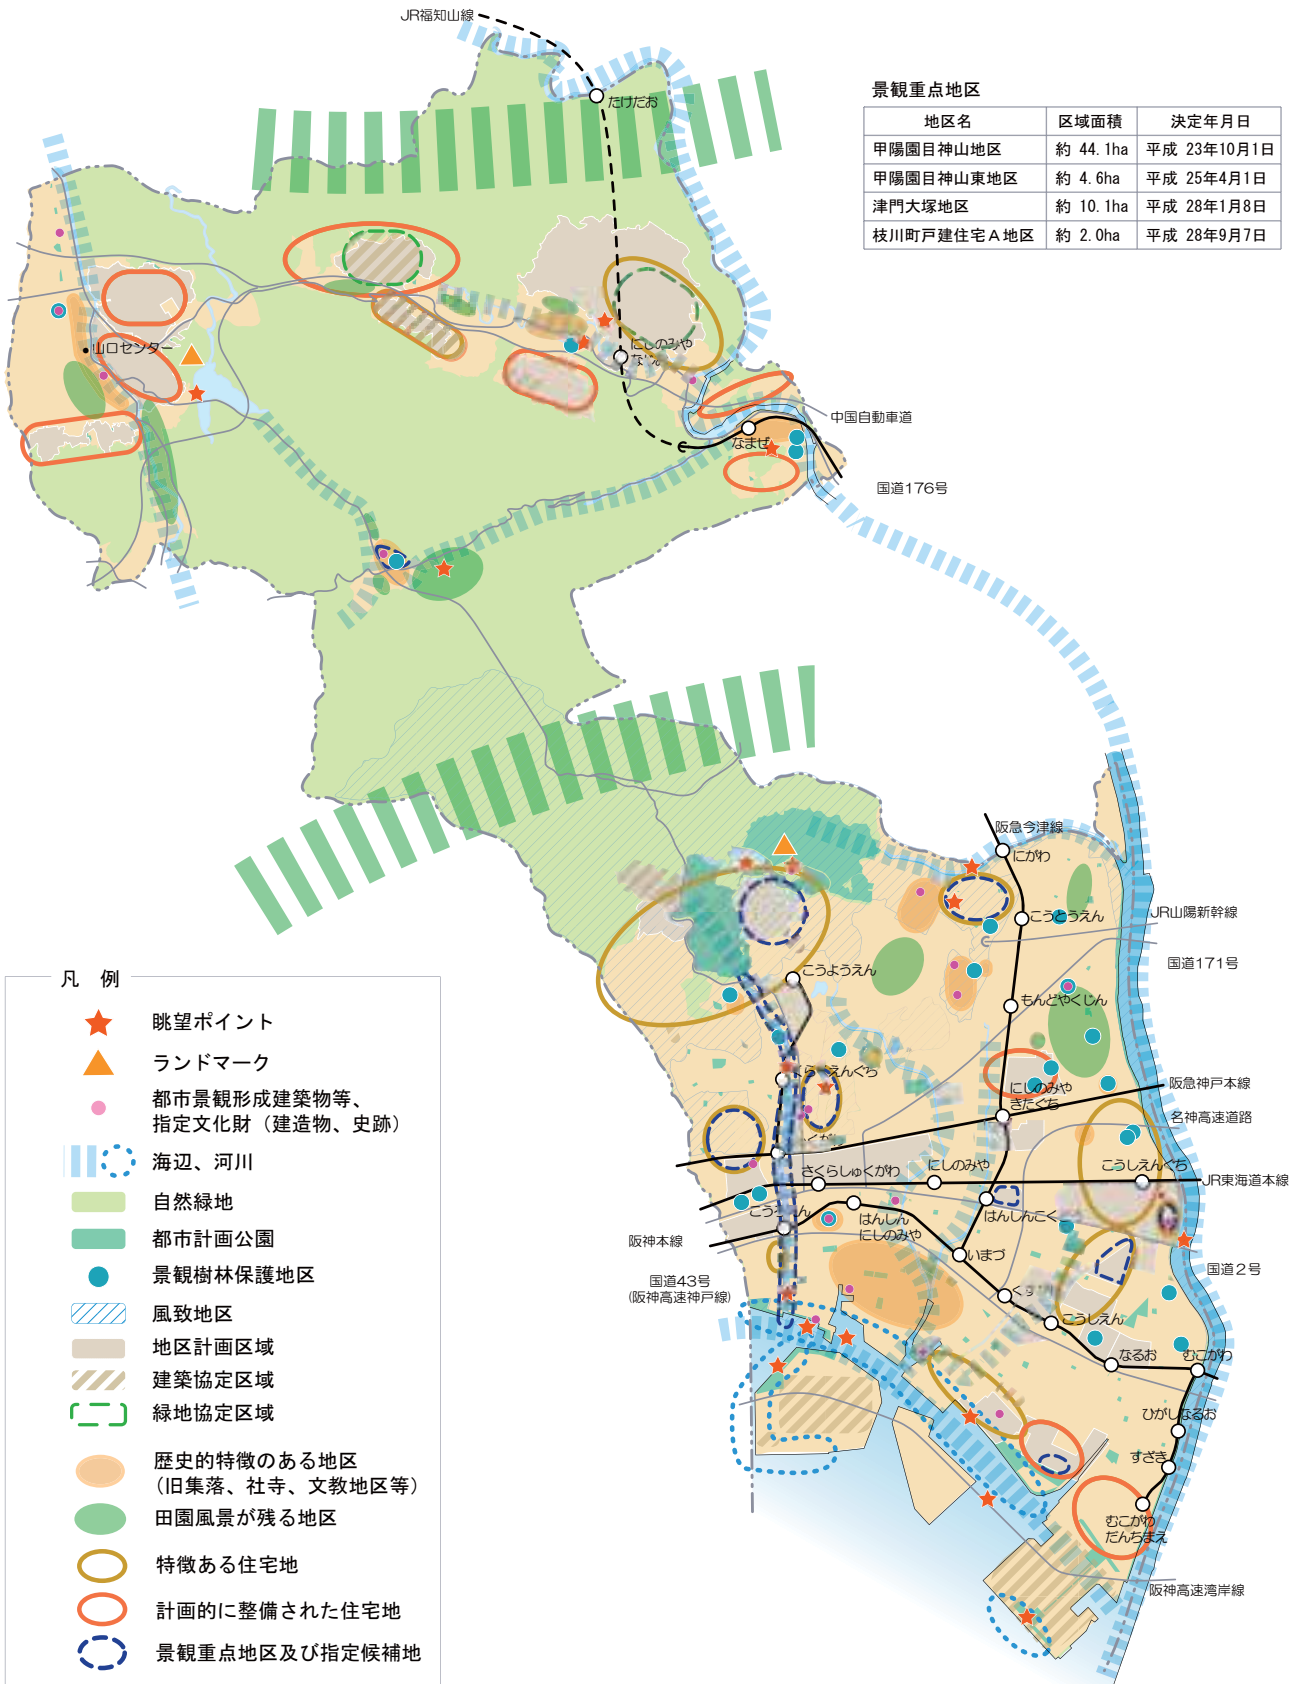 JR福知山線
たけだお
景観重点地区
地区名 区域面積 決定年月日
甲陽園目神山地区 約 44.1ha 平成 23年10月1日
甲陽園目神山東地区 約 4.6ha 平成 25年4月1日
津門大塚地区 約 10.1ha 平成 28年1月8日
枝川町戸建住宅A地区 約 2.0ha 平成 28年9月7日
山口センター
にしのみや
中国自動車道
なまぜ
国道176号
阪急今津線
にがわ
こうとうえん
JR山陽新幹線
国道171号
こうようえん
もんどやくじん
にしのみや
きたぐち
阪急神戸本線
名神高速道路
さくらしゅくがわ
にしのみや
こうしえんぐち
JR東海道本線
はんしん
にしのみや
阪神本線
いまづ
国道2号
国道43号
(阪神高速神戸線)
こうしえん
なるお
むこがわ
ひがしなるお
すざき
むこがわ
だんちまえ
阪神高速湾岸線
凡 例
眺望ポイント
ランドマーク
都市景観形成建築物等、
指定文化財（建造物、史跡）
海辺、河川
自然緑地
都市計画公園
景観樹林保護地区
風致地区
地区計画区域
建築協定区域
緑地協定区域
歴史的特徴のある地区
（旧集落、社寺、文教地区等）
田園風景が残る地区
特徴ある住宅地
計画的に整備された住宅地
景観重点地区及び指定候補地